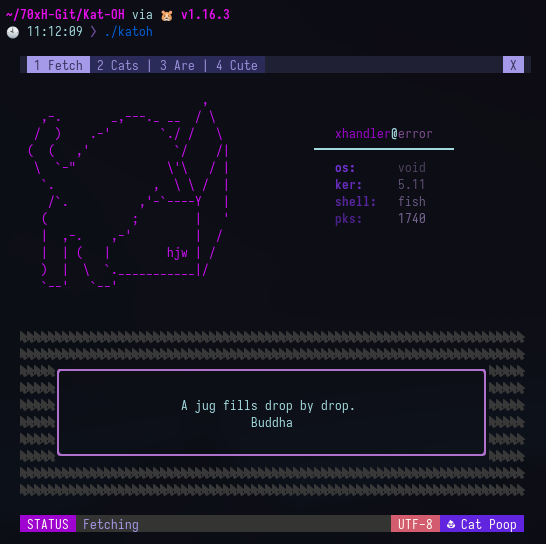 ~/70xH-Git/Kat-OH via 🐹 v1.16.3
🕙 11:12:09 ❯ ./katoh
1 Fetch 2 Cats | 3 Are | 4 Cute X
xhandler@error
os: void
ker: 5.11
shell: fish
pks: 1740
hjw
A jug fills drop by drop.
Buddha
STATUS Fetching UTF-8 Cat Poop